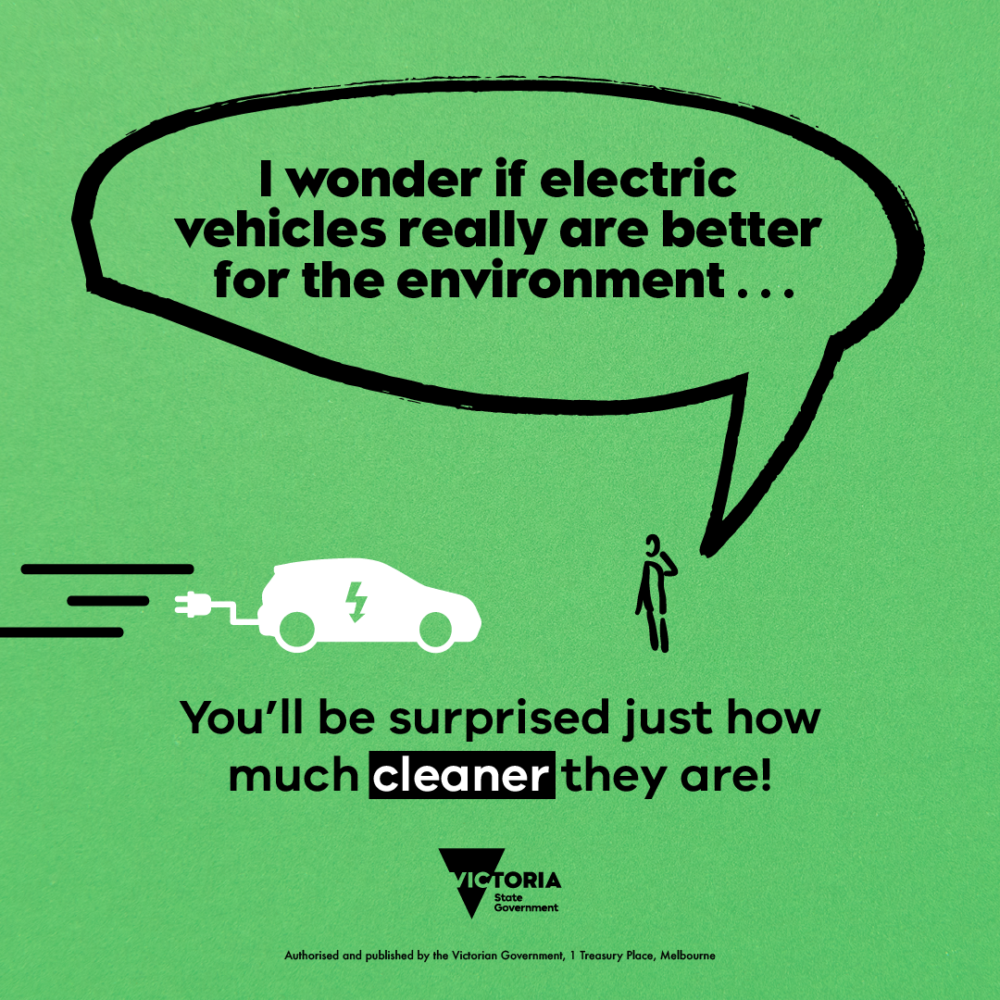 I wonder if electric
vehicles really are better
for the environment . . .
You’ll be surprised just how
much cleaner they are!
VICTORIA
State
Government
Authorised and published by the Victorian Government, 1 Treasury Place, Melbourne